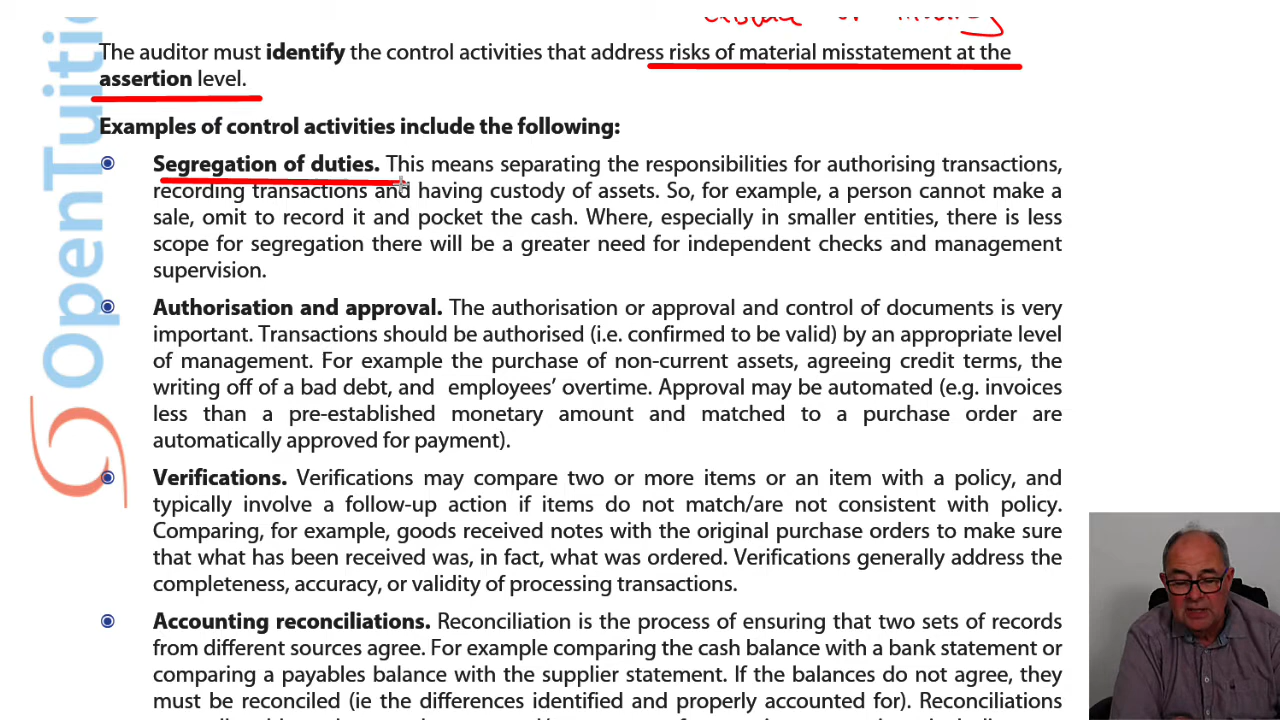 The auditor must identify the control activities that address risks of material misstatement at the
assertion level.
Examples of control activities include the following:
Segregation of duties. This means separating the responsibilities for authorising transactions,
recording transactions and having custody of assets. So, for example, a person cannot make a
sale, omit to record it and pocket the cash. Where, especially in smaller entities, there is less
scope for segregation there will be a greater need for independent checks and management
supervision.
Authorisation and approval. The authorisation or approval and control of documents is very
important. Transactions should be authorised (i.e. confirmed to be valid) by an appropriate level
of management. For example the purchase of non-current assets, agreeing credit terms, the
writing off of a bad debt, and employees’ overtime. Approval may be automated (e.g. invoices
less than a pre-established monetary amount and matched to a purchase order are
automatically approved for payment).
Verifications. Verifications may compare two or more items or an item with a policy, and
typically involve a follow-up action if items do not match/are not consistent with policy.
Comparing, for example, goods received notes with the original purchase orders to make sure
that what has been received was, in fact, what was ordered. Verifications generally address the
completeness, accuracy, or validity of processing transactions.
Accounting reconciliations. Reconciliation is the process of ensuring that two sets of records
from different sources agree. For example comparing the cash balance with a bank statement or
comparing a payables balance with the supplier statement. If the balances do not agree, they
must be reconciled (ie the differences identified and properly accounted for). Reconciliations
OpenTuiti